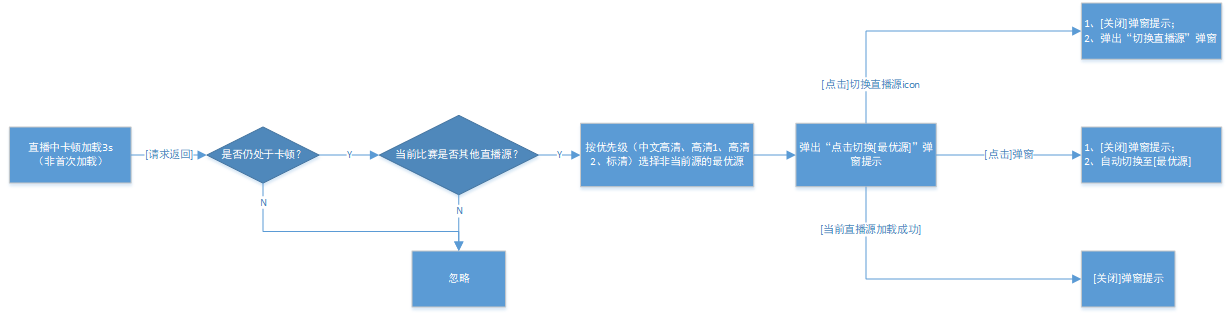 1、[关闭]弹窗提示；
2、弹出“切换直播源”弹窗
[点击]切换直播源icon
直播中卡顿加载3s
（非首次加载）
[请求返回]
是否仍处于卡顿？
Y
当前比赛是否其他直播源？
Y
按优先级（中文高清、高清1、高清
2、标清）选择非当前源的最优源
弹出“点击切换[最优源]”弹
窗提示
[点击]弹窗
1、[关闭]弹窗提示；
2、自动切换至[最优源]
N
N
[当前直播源加载成功]
忽略
[关闭]弹窗提示